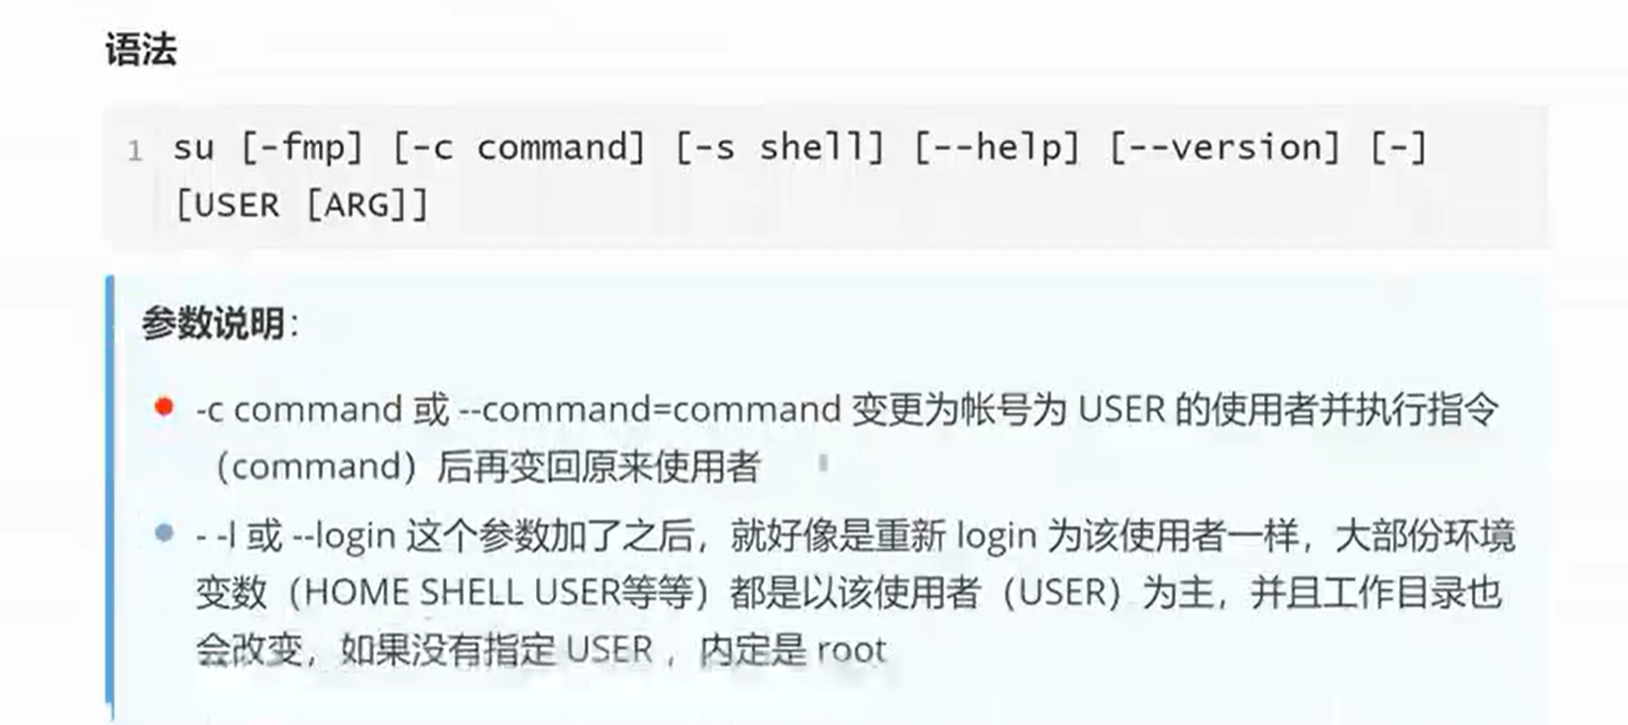 语法
1 su [-fmp] [-c command] [-s shell] [--help] [--version] [-]
[USER [ARG]]
参数说明：
-c command 或 --command=command 变更为帐号为 USER 的使用者并执行指令
（command）后再变回原来使用者
- -l 或 --login 这个参数加了之后，就好像是重新 login 为该使用者一样，大部份环境
变数（HOME SHELL USER等等）都是以该使用者（USER）为主，并且工作目录也
会改变，如果没有指定 USER ，内定是 root